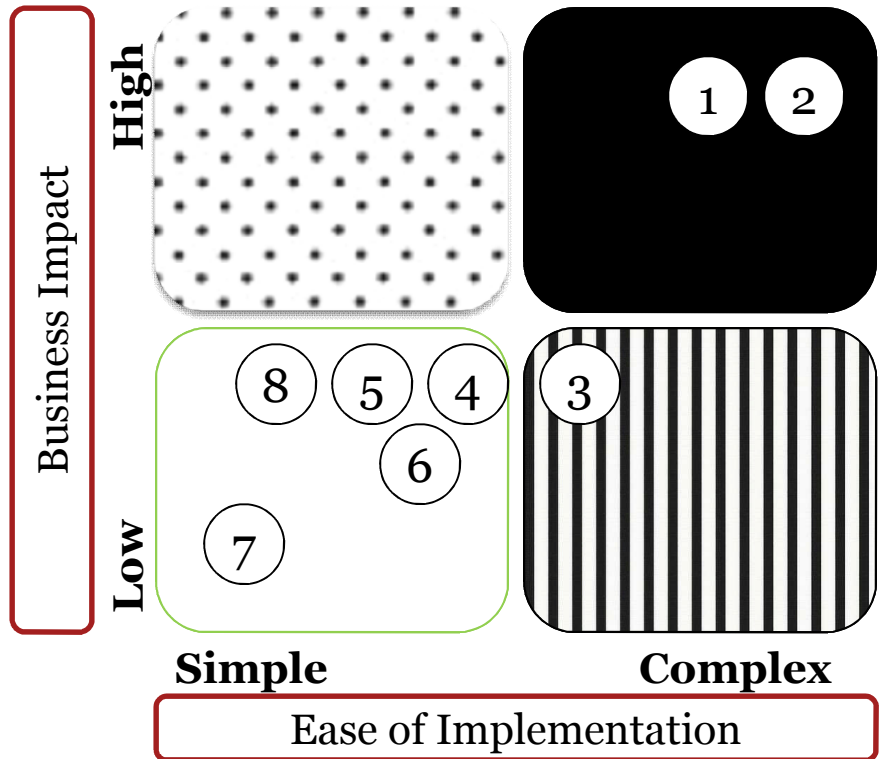 Business Impact
High
Low
1 2
8 5 4 3
6
7
Simple Complex
Ease of Implementation